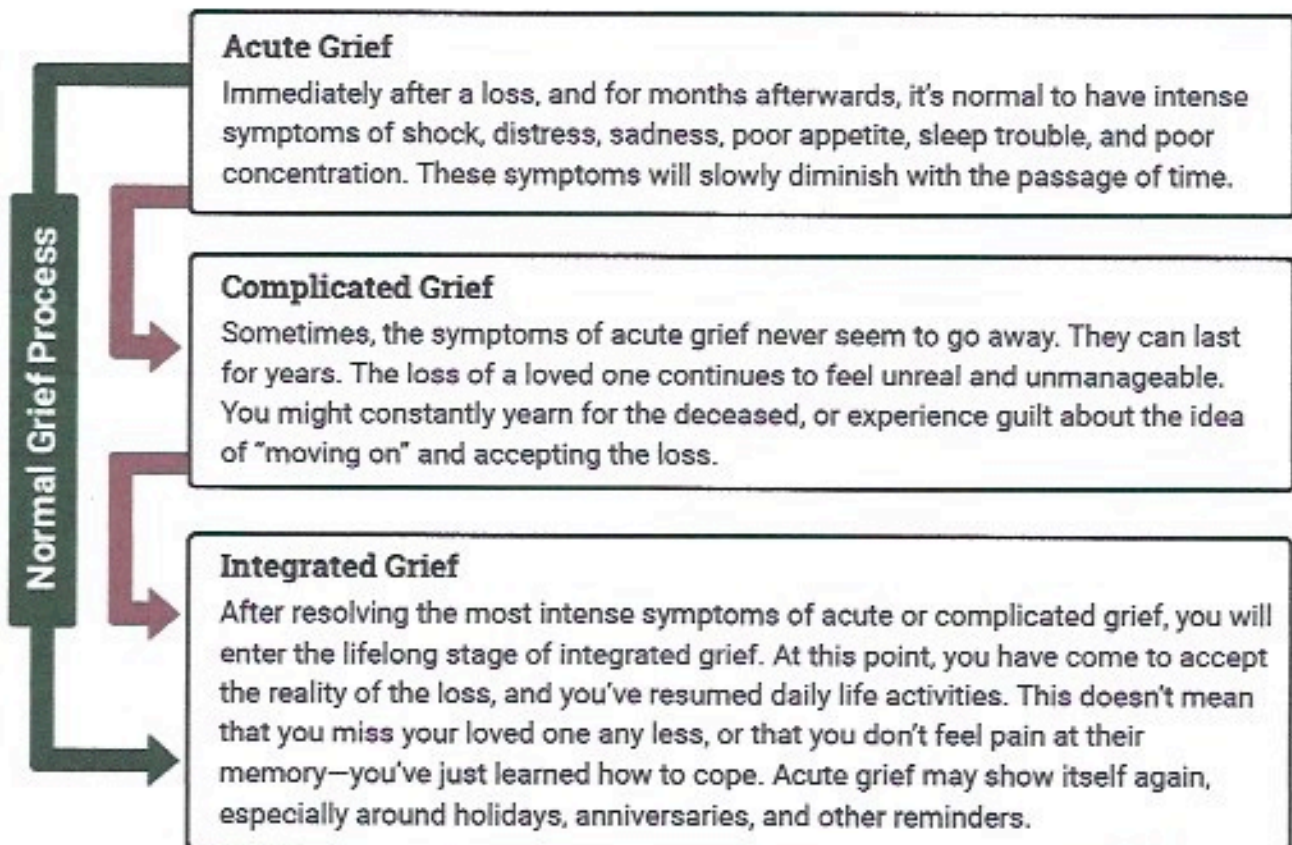 Acute Grief
Immediately after a loss, and for months afterwards, it's normal to have intense
symptoms of shock, distress, sadness, poor appetite, sleep trouble, and poor
concentration. These symptoms will slowly diminish with the passage of time.
Normal Grief Process
Complicated Grief
Sometimes, the symptoms of acute grief never seem to go away. They can last
for years. The loss of a loved one continues to feel unreal and unmanageable.
You might constantly yearn for the deceased, or experience guilt about the idea
of "moving on" and accepting the loss.
Integrated Grief
After resolving the most intense symptoms of acute or complicated grief, you will
enter the lifelong stage of integrated grief. At this point, you have come to accept
the reality of the loss, and you've resumed daily life activities. This doesn't mean
that you miss your loved one any less, or that you don't feel pain at their
memory—you've just learned how to cope. Acute grief may show itself again,
especially around holidays, anniversaries, and other reminders.